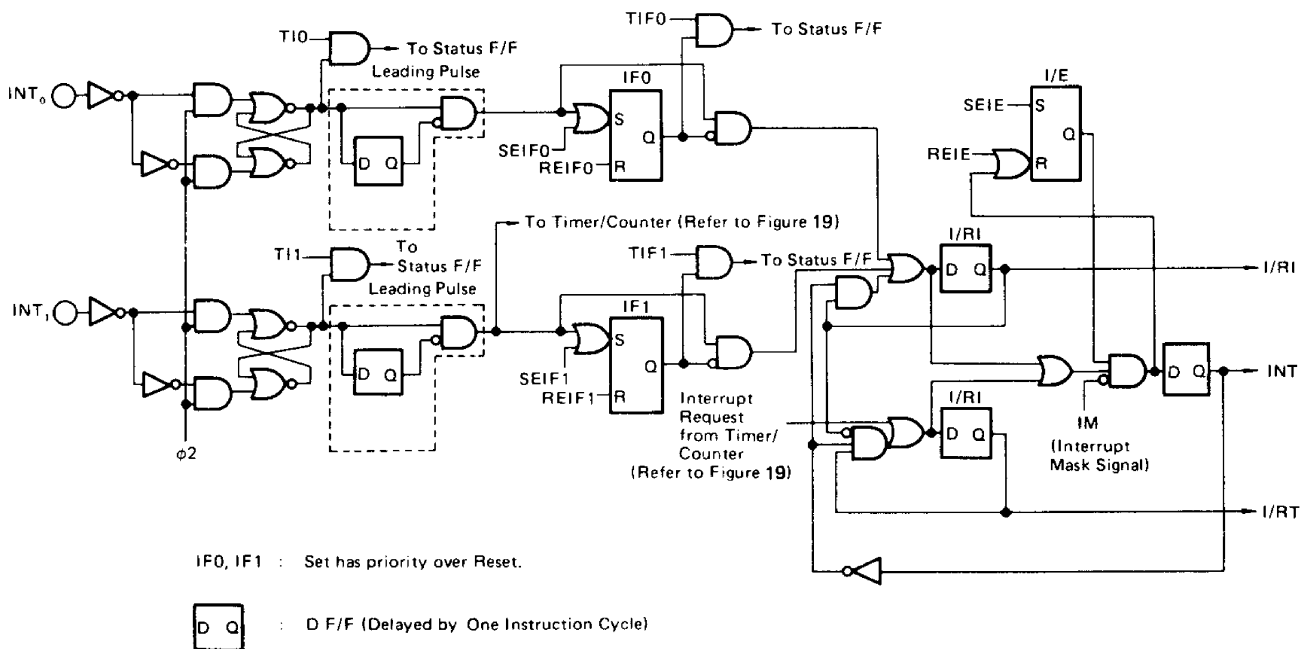 TI0
To Status F/F
Leading Pulse
INT₀
TIF0
To Status F/F
IF0
S
Q
R
SEIF0
REIF0
D Q
I/E
SEIE
S
Q
REIE
R
To Timer/Counter (Refer to Figure 19)
TI1
To
Status F/F
Leading Pulse
INT₁
TIF1
To Status F/F
IF1
S
Q
R
SEIF1
REIF1
D Q
I/RI
D Q
I/RI
D Q
INT
Interrupt
Request
from Timer/
Counter
(Refer to Figure 19)
I/RI
D Q
IM
(Interrupt
Mask Signal)
I/RT
φ2
IF0, IF1 : Set has priority over Reset.
D Q : D F/F (Delayed by One Instruction Cycle)